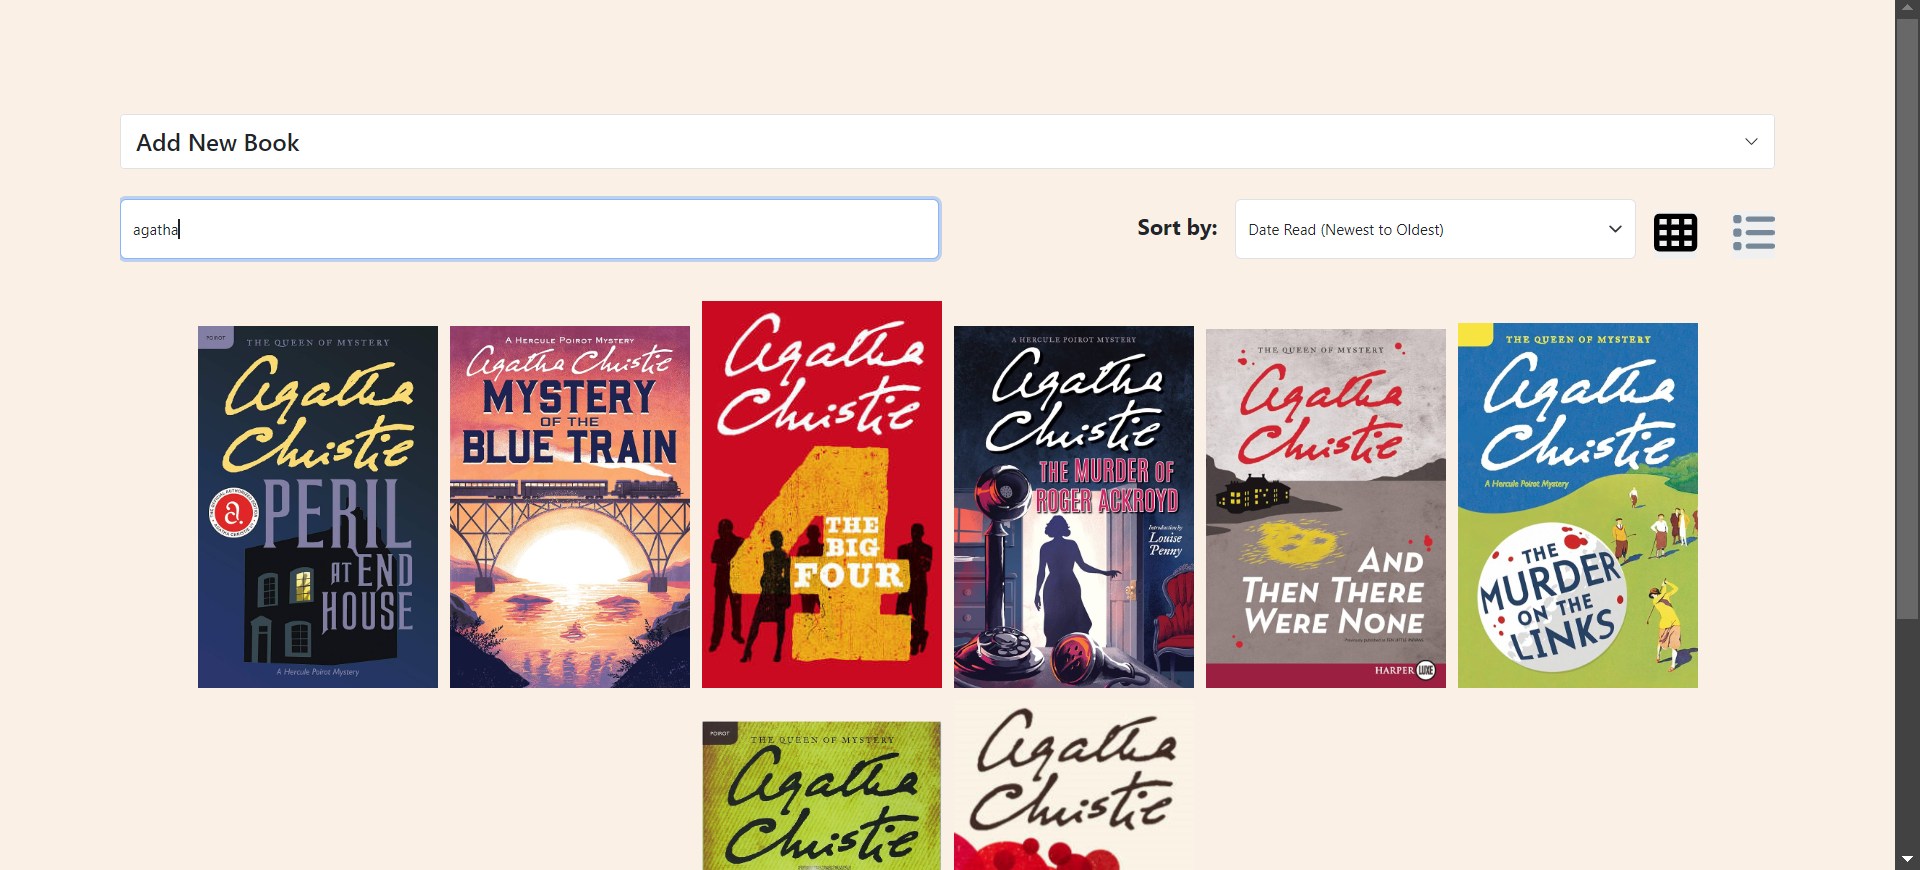 Add New Book
agatha
Sort by:
Date Read (Newest to Oldest)
POIROT
THE QUEEN OF MYSTERY
Agatha
Christie
PERIL
AT END
HOUSE
A Hercule Poirot Mystery
A HERCULE POIROT MYSTERY
Agatha Christie
MYSTERY
OF THE
BLUE TRAIN
Agatha
Christie
THE
BIG
FOUR
A HERCULE POIROT MYSTERY
Agatha
Christie
THE MURDER OF
ROGER ACKROYD
Introduction by
Louise
Penny
THE QUEEN OF MYSTERY
Agatha
Christie
AND
THEN THERE
WERE NONE
HARPER LUXE
THE QUEEN OF MYSTERY
Agatha
Christie
A Hercule Poirot Mystery
THE
MURDER
ON THE
LINKS
POIROT
THE QUEEN OF MYSTERY
Agatha
Christie
Agatha
Christie